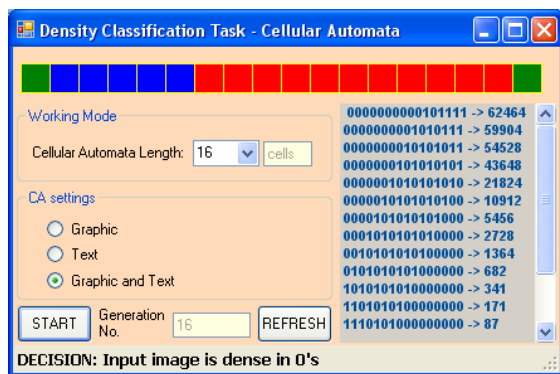 Density Classification Task - Cellular Automata
Working Mode
Cellular Automata Length: 16 cells
CA settings
Graphic
Text
Graphic and Text
START Generation No. 16 REFRESH
0000000000101111 -> 62464
0000000001010111 -> 59904
0000000010101011 -> 54528
0000000101010101 -> 43648
0000001010101010 -> 21824
0000010101010100 -> 10912
0000101010101000 -> 5456
0001010101010000 -> 2728
0010101010100000 -> 1364
0101010101000000 -> 682
1010101010000000 -> 341
1101010100000000 -> 171
1110101000000000 -> 87
DECISION: Input image is dense in 0's